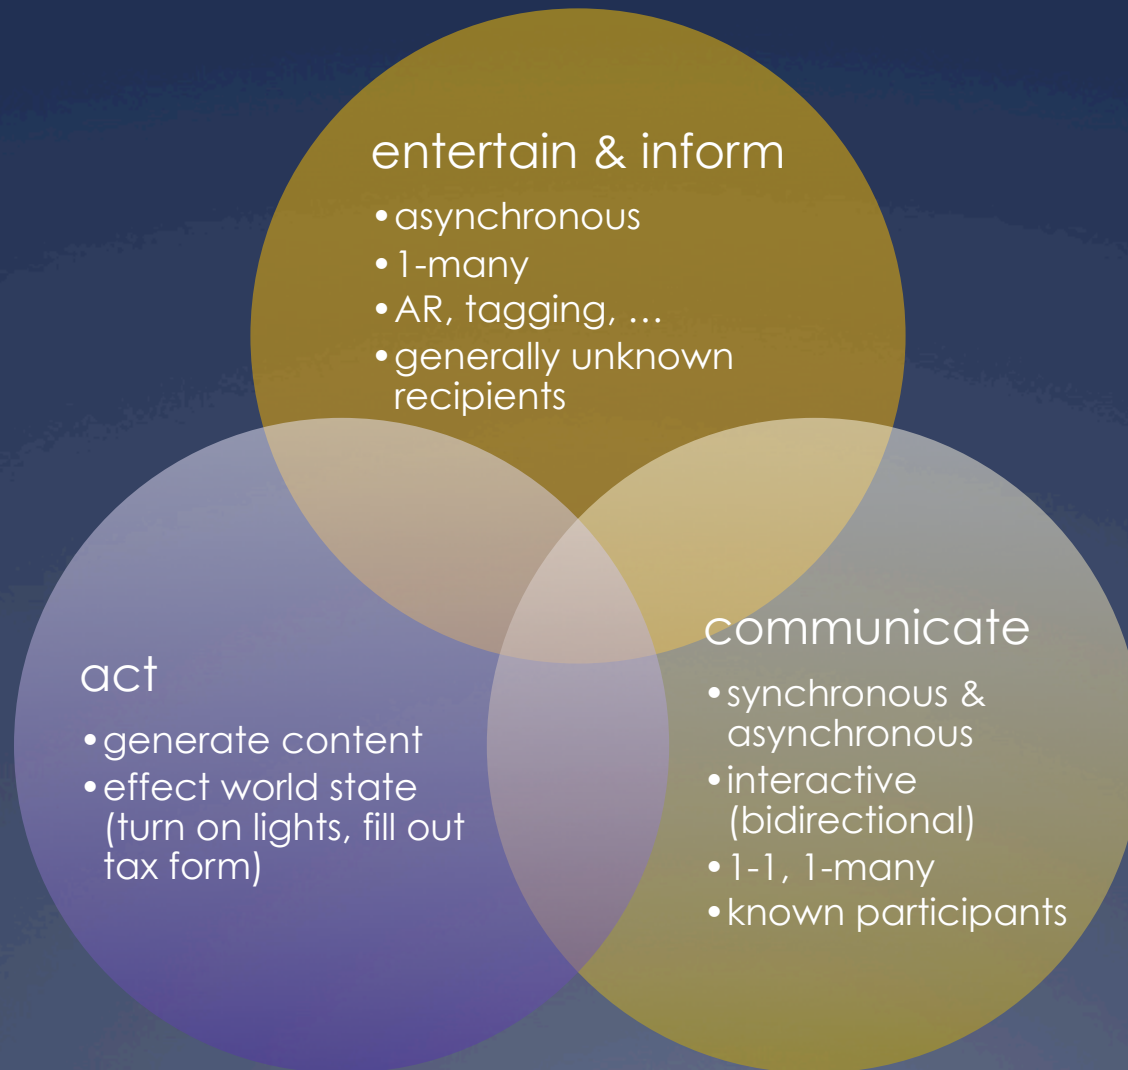 entertain & inform
•asynchronous
•1-many
•AR, tagging, …
•generally unknown
recipients
act
•generate content
•effect world state
(turn on lights, fill out
tax form)
communicate
•synchronous &
asynchronous
•interactive
(bidirectional)
•1-1, 1-many
•known participants